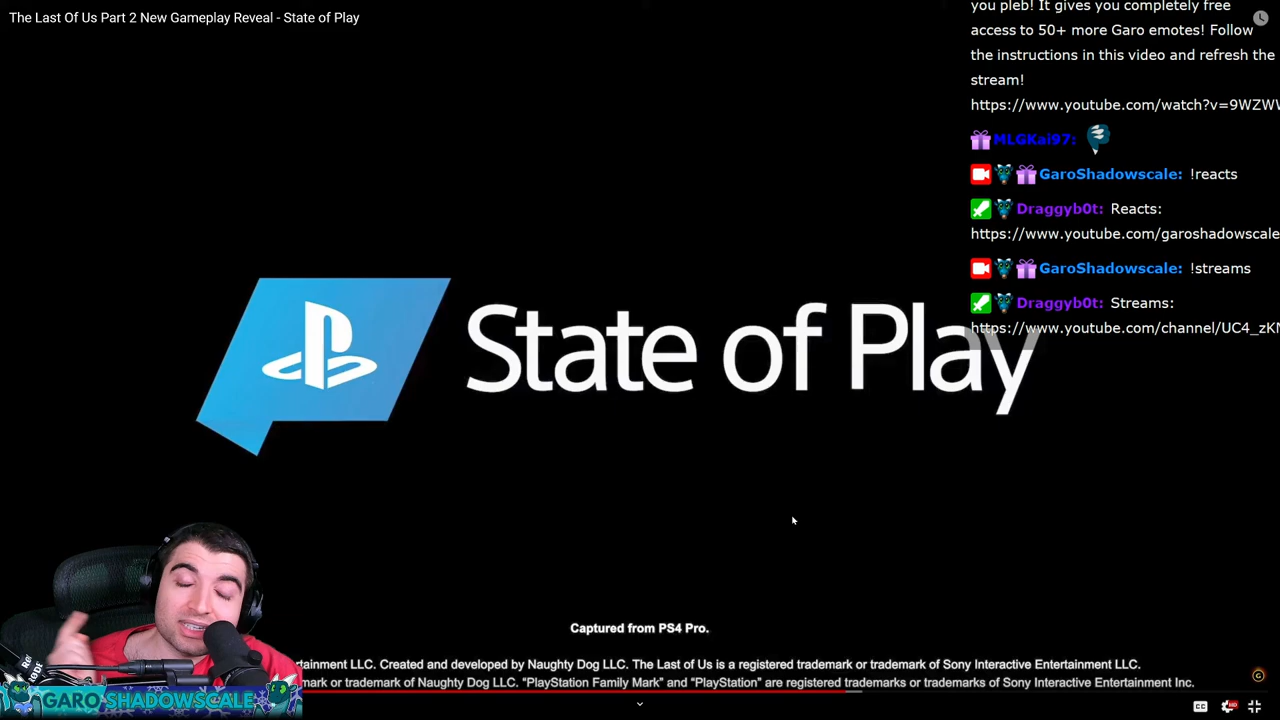 The Last Of Us Part 2 New Gameplay Reveal - State of Play
you pleb! It gives you completely free
access to 50+ more Garo emotes! Follow
the instructions in this video and refresh the
stream!
https://www.youtube.com/watch?v=9WZW
MLGKai97:
GaroShadowscale: !reacts
Draggyb0t: Reacts:
https://www.youtube.com/garoshadowscale
GaroShadowscale: !streams
Draggyb0t: Streams:
https://www.youtube.com/channel/UC4_zKN
State of Play
Captured from PS4 Pro.
rtainment LLC. Created and developed by Naughty Dog LLC. The Last of Us is a registered trademark or trademark of Sony Interactive Entertainment LLC.
mark or trademark of Naughty Dog LLC. “PlayStation Family Mark” and “PlayStation” are registered trademarks or trademarks of Sony Interactive Entertainment Inc.
GARO SHADOWSCALE
CC
HD